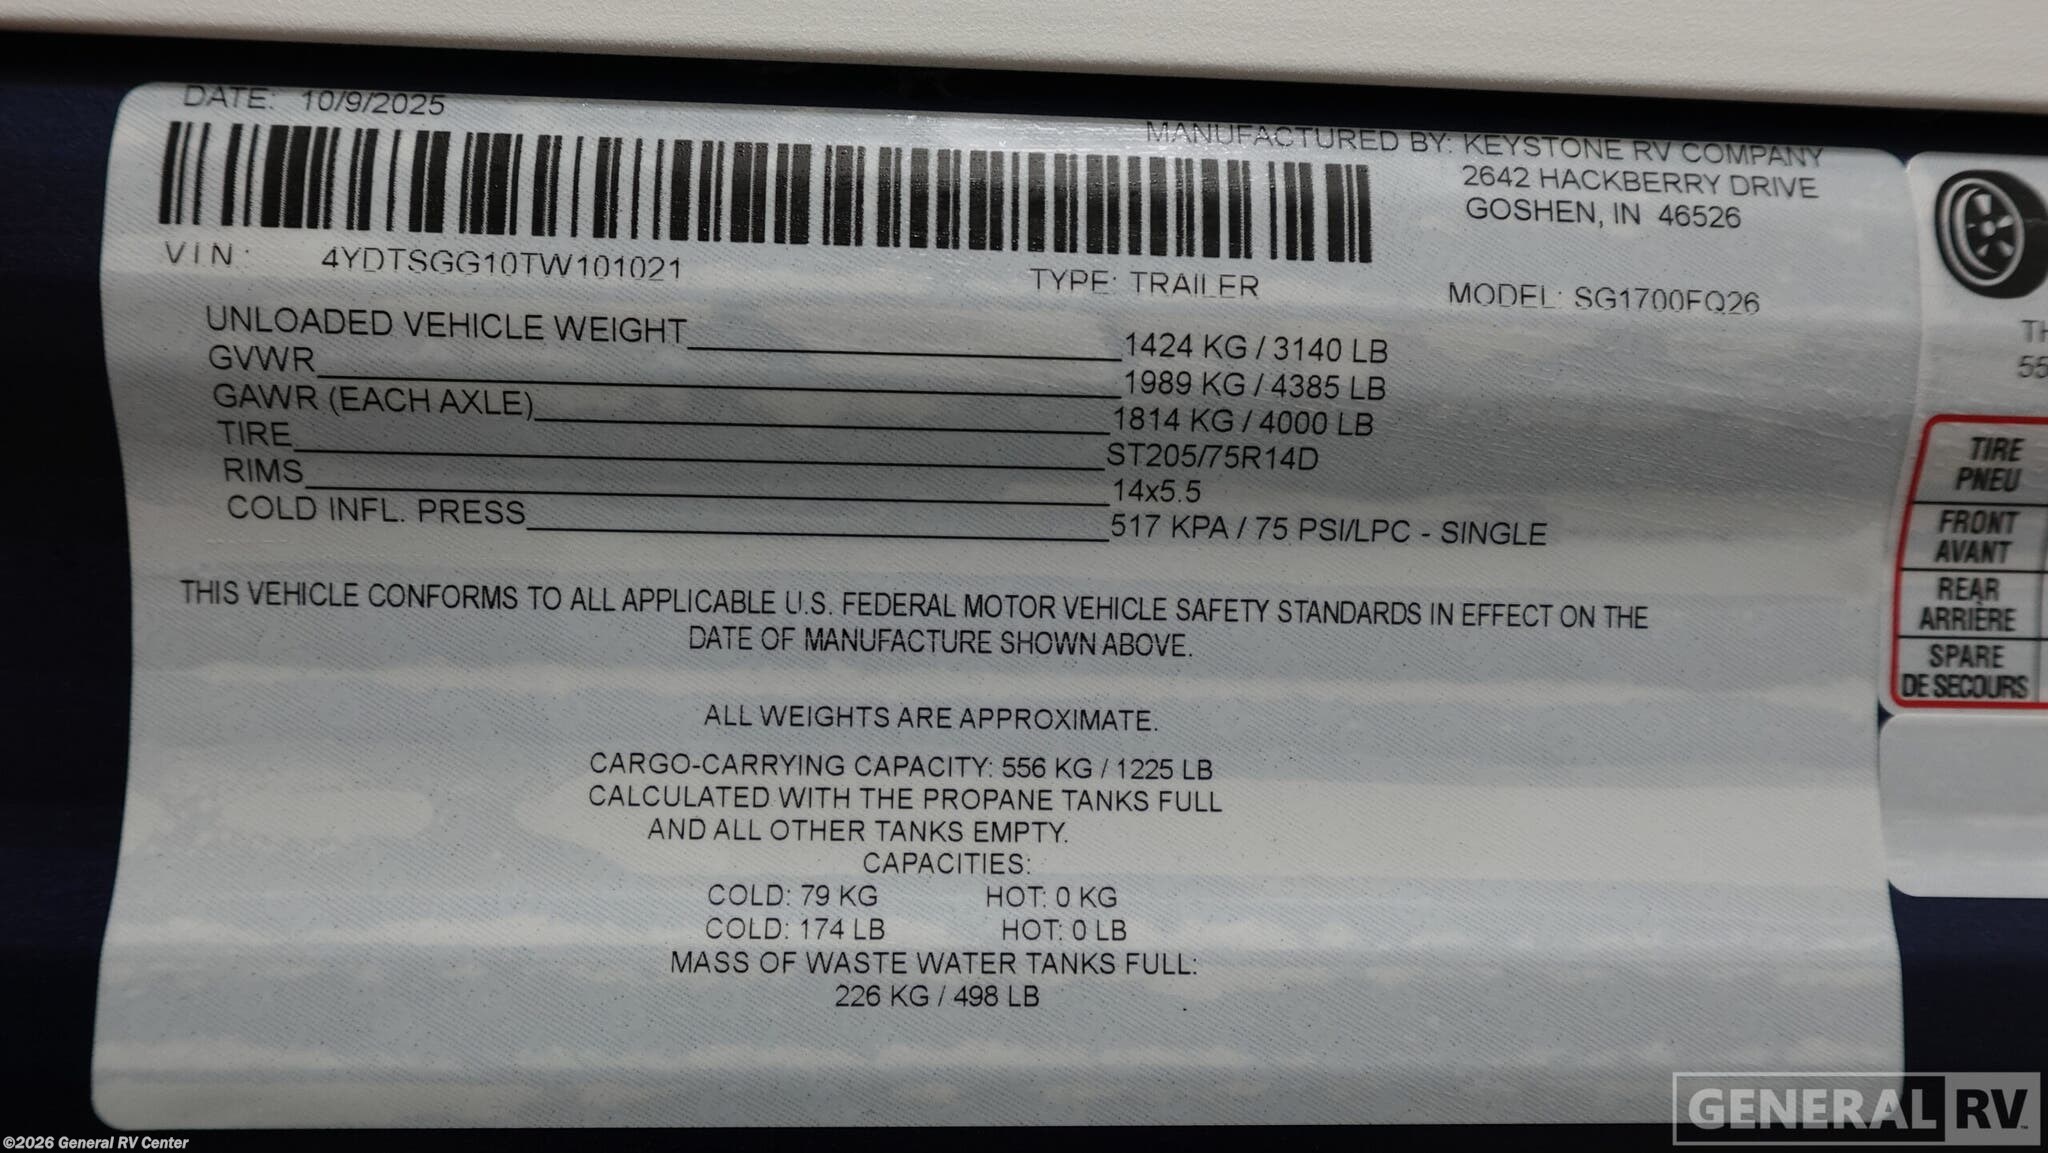 DATE: 10/9/2025
MANUFACTURED BY: KEYSTONE RV COMPANY
2642 HACKBERRY DRIVE
GOSHEN, IN 46526
VIN: 4YDTSGG10TW101021
TYPE: TRAILER
MODEL: SG1700FQ26
UNLOADED VEHICLE WEIGHT 1424 KG / 3140 LB
GVWR 1989 KG / 4385 LB
GAWR (EACH AXLE) 1814 KG / 4000 LB
TIRE ST205/75R14D
RIMS 14x5.5
COLD INFL. PRESS 517 KPA / 75 PSI/LPC - SINGLE
THIS VEHICLE CONFORMS TO ALL APPLICABLE U.S. FEDERAL MOTOR VEHICLE SAFETY STANDARDS IN EFFECT ON THE
DATE OF MANUFACTURE SHOWN ABOVE.
ALL WEIGHTS ARE APPROXIMATE.
CARGO-CARRYING CAPACITY: 556 KG / 1225 LB
CALCULATED WITH THE PROPANE TANKS FULL
AND ALL OTHER TANKS EMPTY.
CAPACITIES:
COLD: 79 KG HOT: 0 KG
COLD: 174 LB HOT: 0 LB
MASS OF WASTE WATER TANKS FULL:
226 KG / 498 LB
TIRE
PNEU
FRONT
AVANT
REAR
ARRIÈRE
SPARE
DE SECOURS
GENERAL RV
©2026 General RV Center